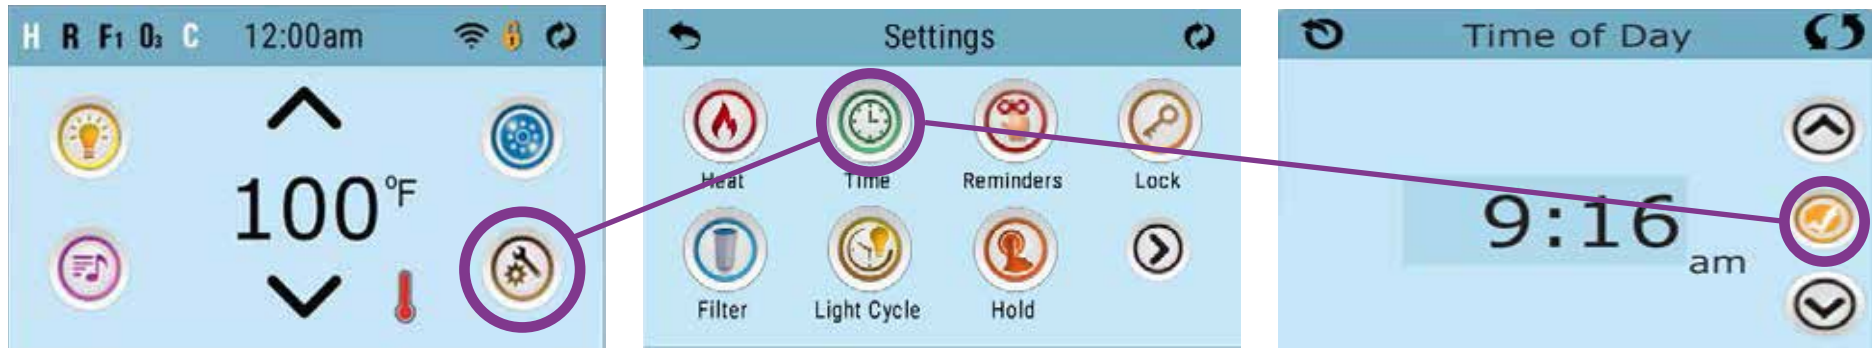 H R F1 O3 C 12:00am
100°F
Settings
Heat Time Reminders Lock
Filter Light Cycle Hold
Time of Day
9:16 am